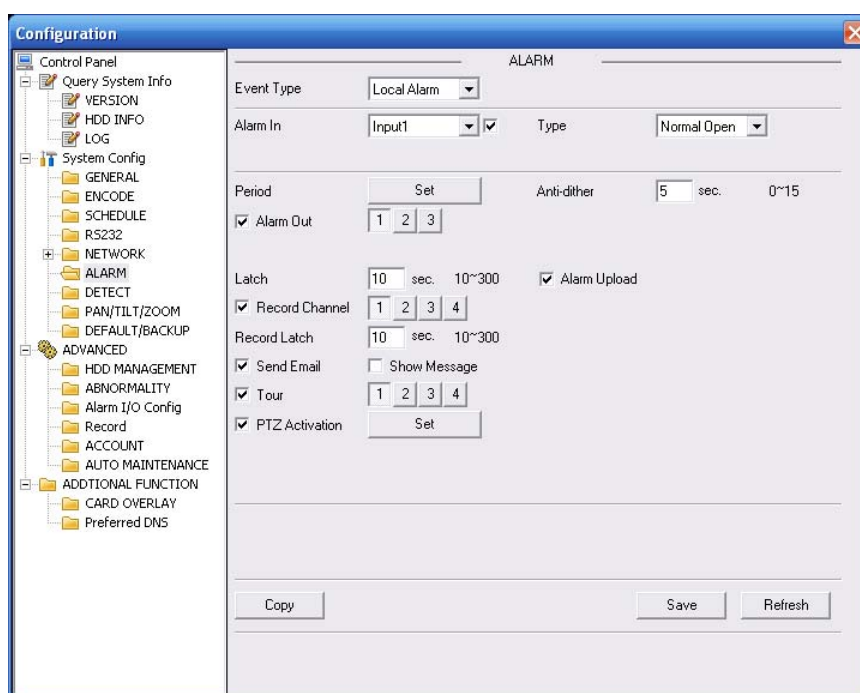 Configuration
Control Panel
Query System Info
VERSION
HDD INFO
LOG
System Config
GENERAL
ENCODE
SCHEDULE
RS232
NETWORK
ALARM
DETECT
PAN/TILT/ZOOM
DEFAULT/BACKUP
ADVANCED
HDD MANAGEMENT
ABNORMALITY
Alarm I/O Config
Record
ACCOUNT
AUTO MAINTENANCE
ADDTIONAL FUNCTION
CARD OVERLAY
Preferred DNS
ALARM
Event Type Local Alarm
Alarm In Input1 Type Normal Open
Period Set Anti-dither 5 sec. 0~15
Alarm Out 1 2 3
Latch 10 sec. 10~300 Alarm Upload
Record Channel 1 2 3 4
Record Latch 10 sec. 10~300
Send Email Show Message
Tour 1 2 3 4
PTZ Activation Set
Copy Save Refresh